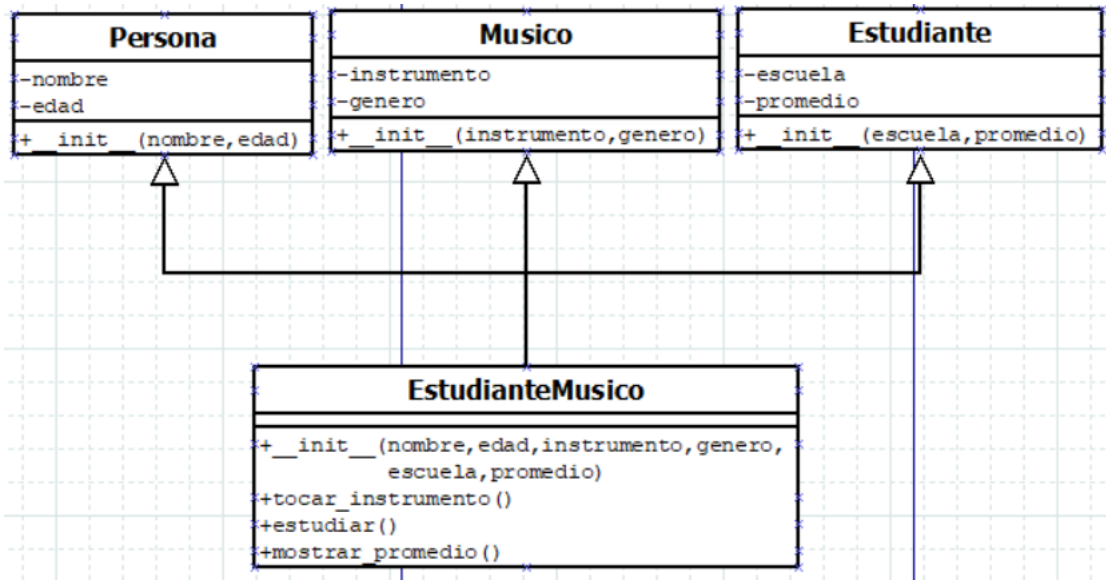 Persona
-nombre
-edad
+__init__(nombre,edad)
Musico
-instrumento
-genero
+__init__(instrumento,genero)
Estudiante
-escuela
-promedio
+__init__(escuela,promedio)
EstudianteMusico
+__init__(nombre,edad,instrumento,genero,
escuela,promedio)
+tocar_instrumento()
+estudiar()
+mostrar_promedio()